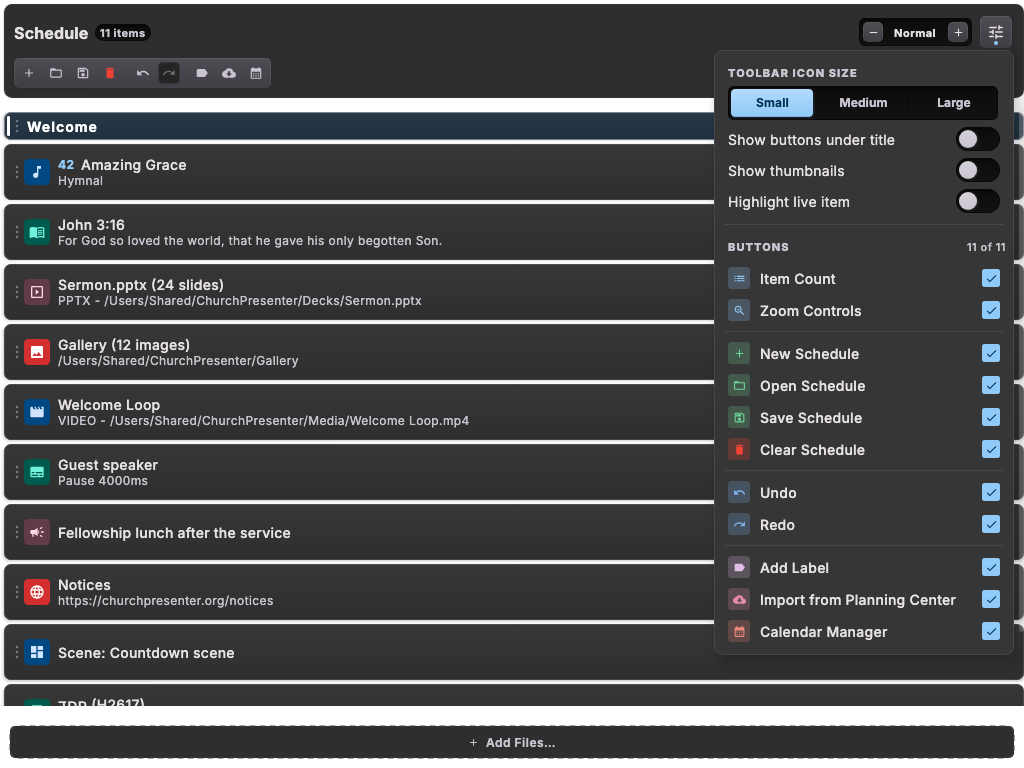 Schedule 11 items
Normal
Welcome
42 Amazing Grace
Hymnal
John 3:16
For God so loved the world, that he gave his only begotten Son.
Sermon.pptx (24 slides)
PPTX - /Users/Shared/ChurchPresenter/Decks/Sermon.pptx
Gallery (12 images)
/Users/Shared/ChurchPresenter/Gallery
Welcome Loop
VIDEO - /Users/Shared/ChurchPresenter/Media/Welcome Loop.mp4
Guest speaker
Pause 4000ms
Fellowship lunch after the service
Notices
https://churchpresenter.org/notices
Scene: Countdown scene
TOOLBAR ICON SIZE
Small Medium Large
Show buttons under title
Show thumbnails
Highlight live item
BUTTONS 11 of 11
Item Count
Zoom Controls
New Schedule
Open Schedule
Save Schedule
Clear Schedule
Undo
Redo
Add Label
Import from Planning Center
Calendar Manager
+ Add Files...